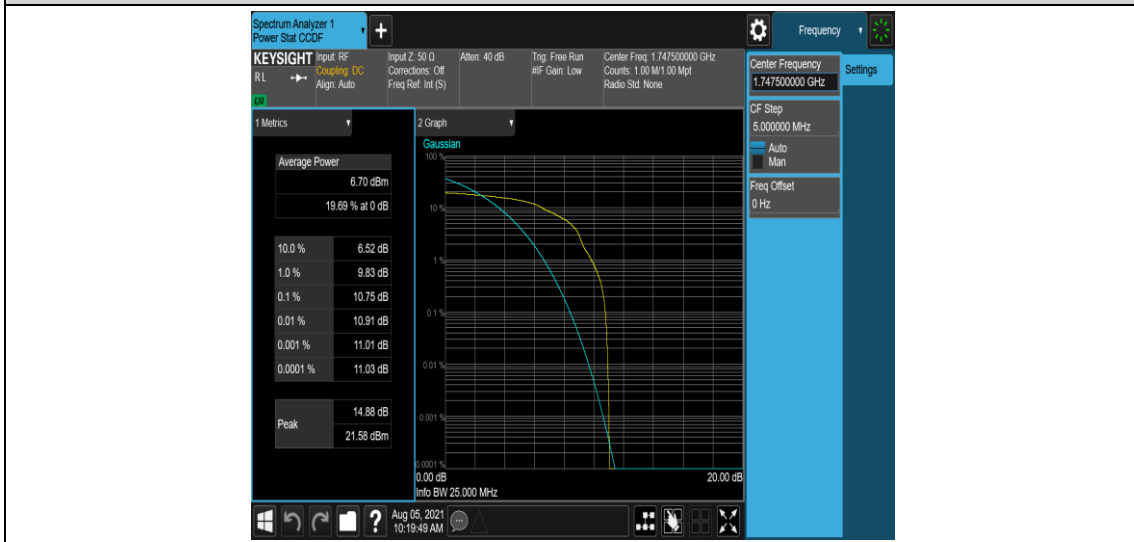 Spectrum Analyzer 1
Power Stat CCDF
+
Frequency
KEYSIGHT
RL
Input: RF
Coupling: DC
Align: Auto
Input Z: 50 Ω
Corrections: Off
Freq Ref: Int (S)
Atten: 40 dB
Trig: Free Run
#IF Gain: Low
Center Freq: 1.747500000 GHz
Counts: 1.00 M/1.00 Mpt
Radio Std: None
Center Frequency
1.747500000 GHz
Settings
CF Step
5.000000 MHz
Auto
Man
Freq Offset
0 Hz
1 Metrics
Average Power
6.70 dBm
19.69 % at 0 dB
10.0 % 6.52 dB
1.0 % 9.83 dB
0.1 % 10.75 dB
0.01 % 10.91 dB
0.001 % 11.01 dB
0.0001 % 11.03 dB
Peak
14.88 dB
21.58 dBm
2 Graph
Gaussian
100 %
10 %
1 %
0.1 %
0.01 %
0.001 %
0.0001 %
0.00 dB 20.00 dB
Info BW 25.000 MHz
?
Aug 05, 2021
10:19:49 AM